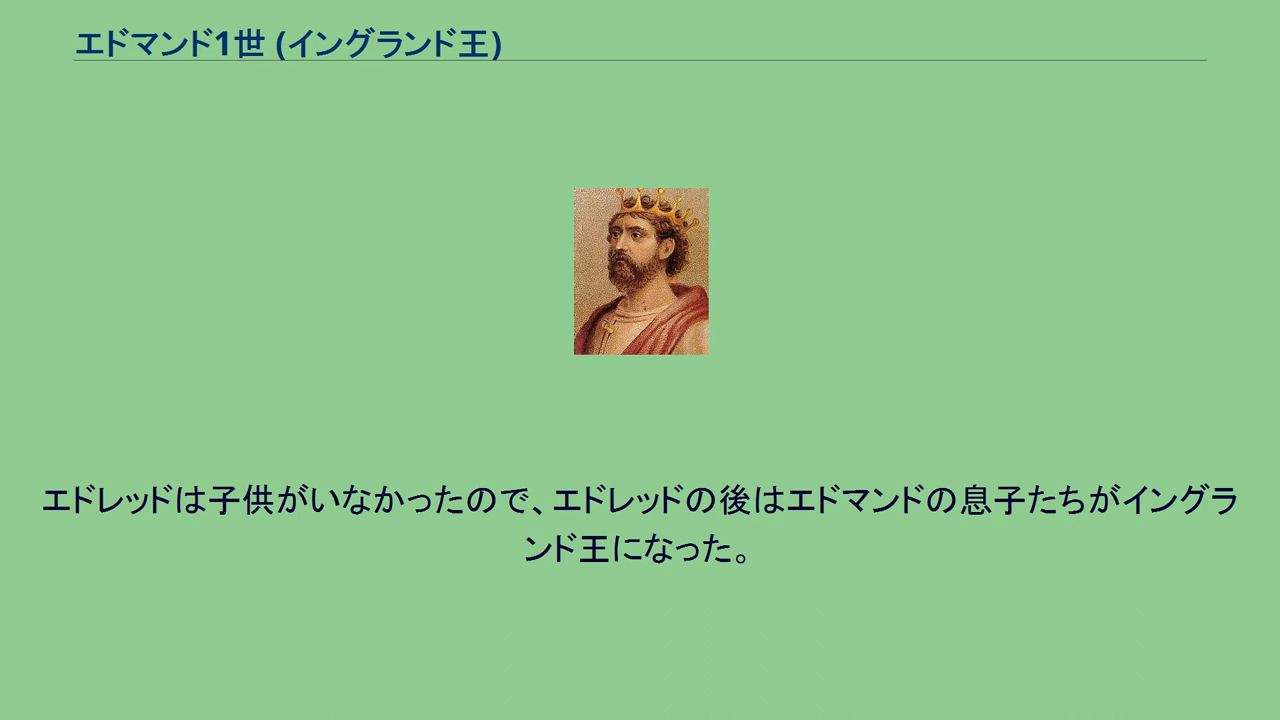 エドマンド1世 (イングランド王)
エドレッドは子供がいなかったので、エドレッドの後はエドマンドの息子たちがイングラ
ンド王になった。